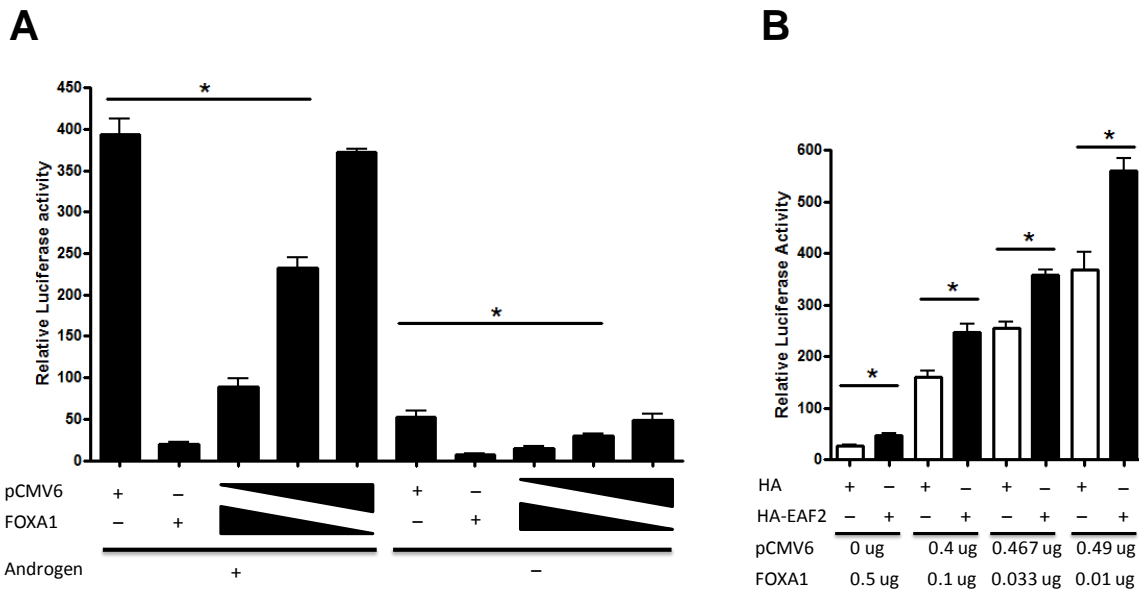 A
B
*
Relative Luciferase activity
450
400
350
300
250
200
150
100
50
0
*
pCMV6 + – + –
FOXA1 – + – +
Androgen + –
Relative Luciferase Activity
600
500
400
300
200
100
0
*
*
*
*
HA + – + – + – + –
HA-EAF2 – + – + – + – +
pCMV6 0 ug 0.4 ug 0.467 ug 0.49 ug
FOXA1 0.5 ug 0.1 ug 0.033 ug 0.01 ug